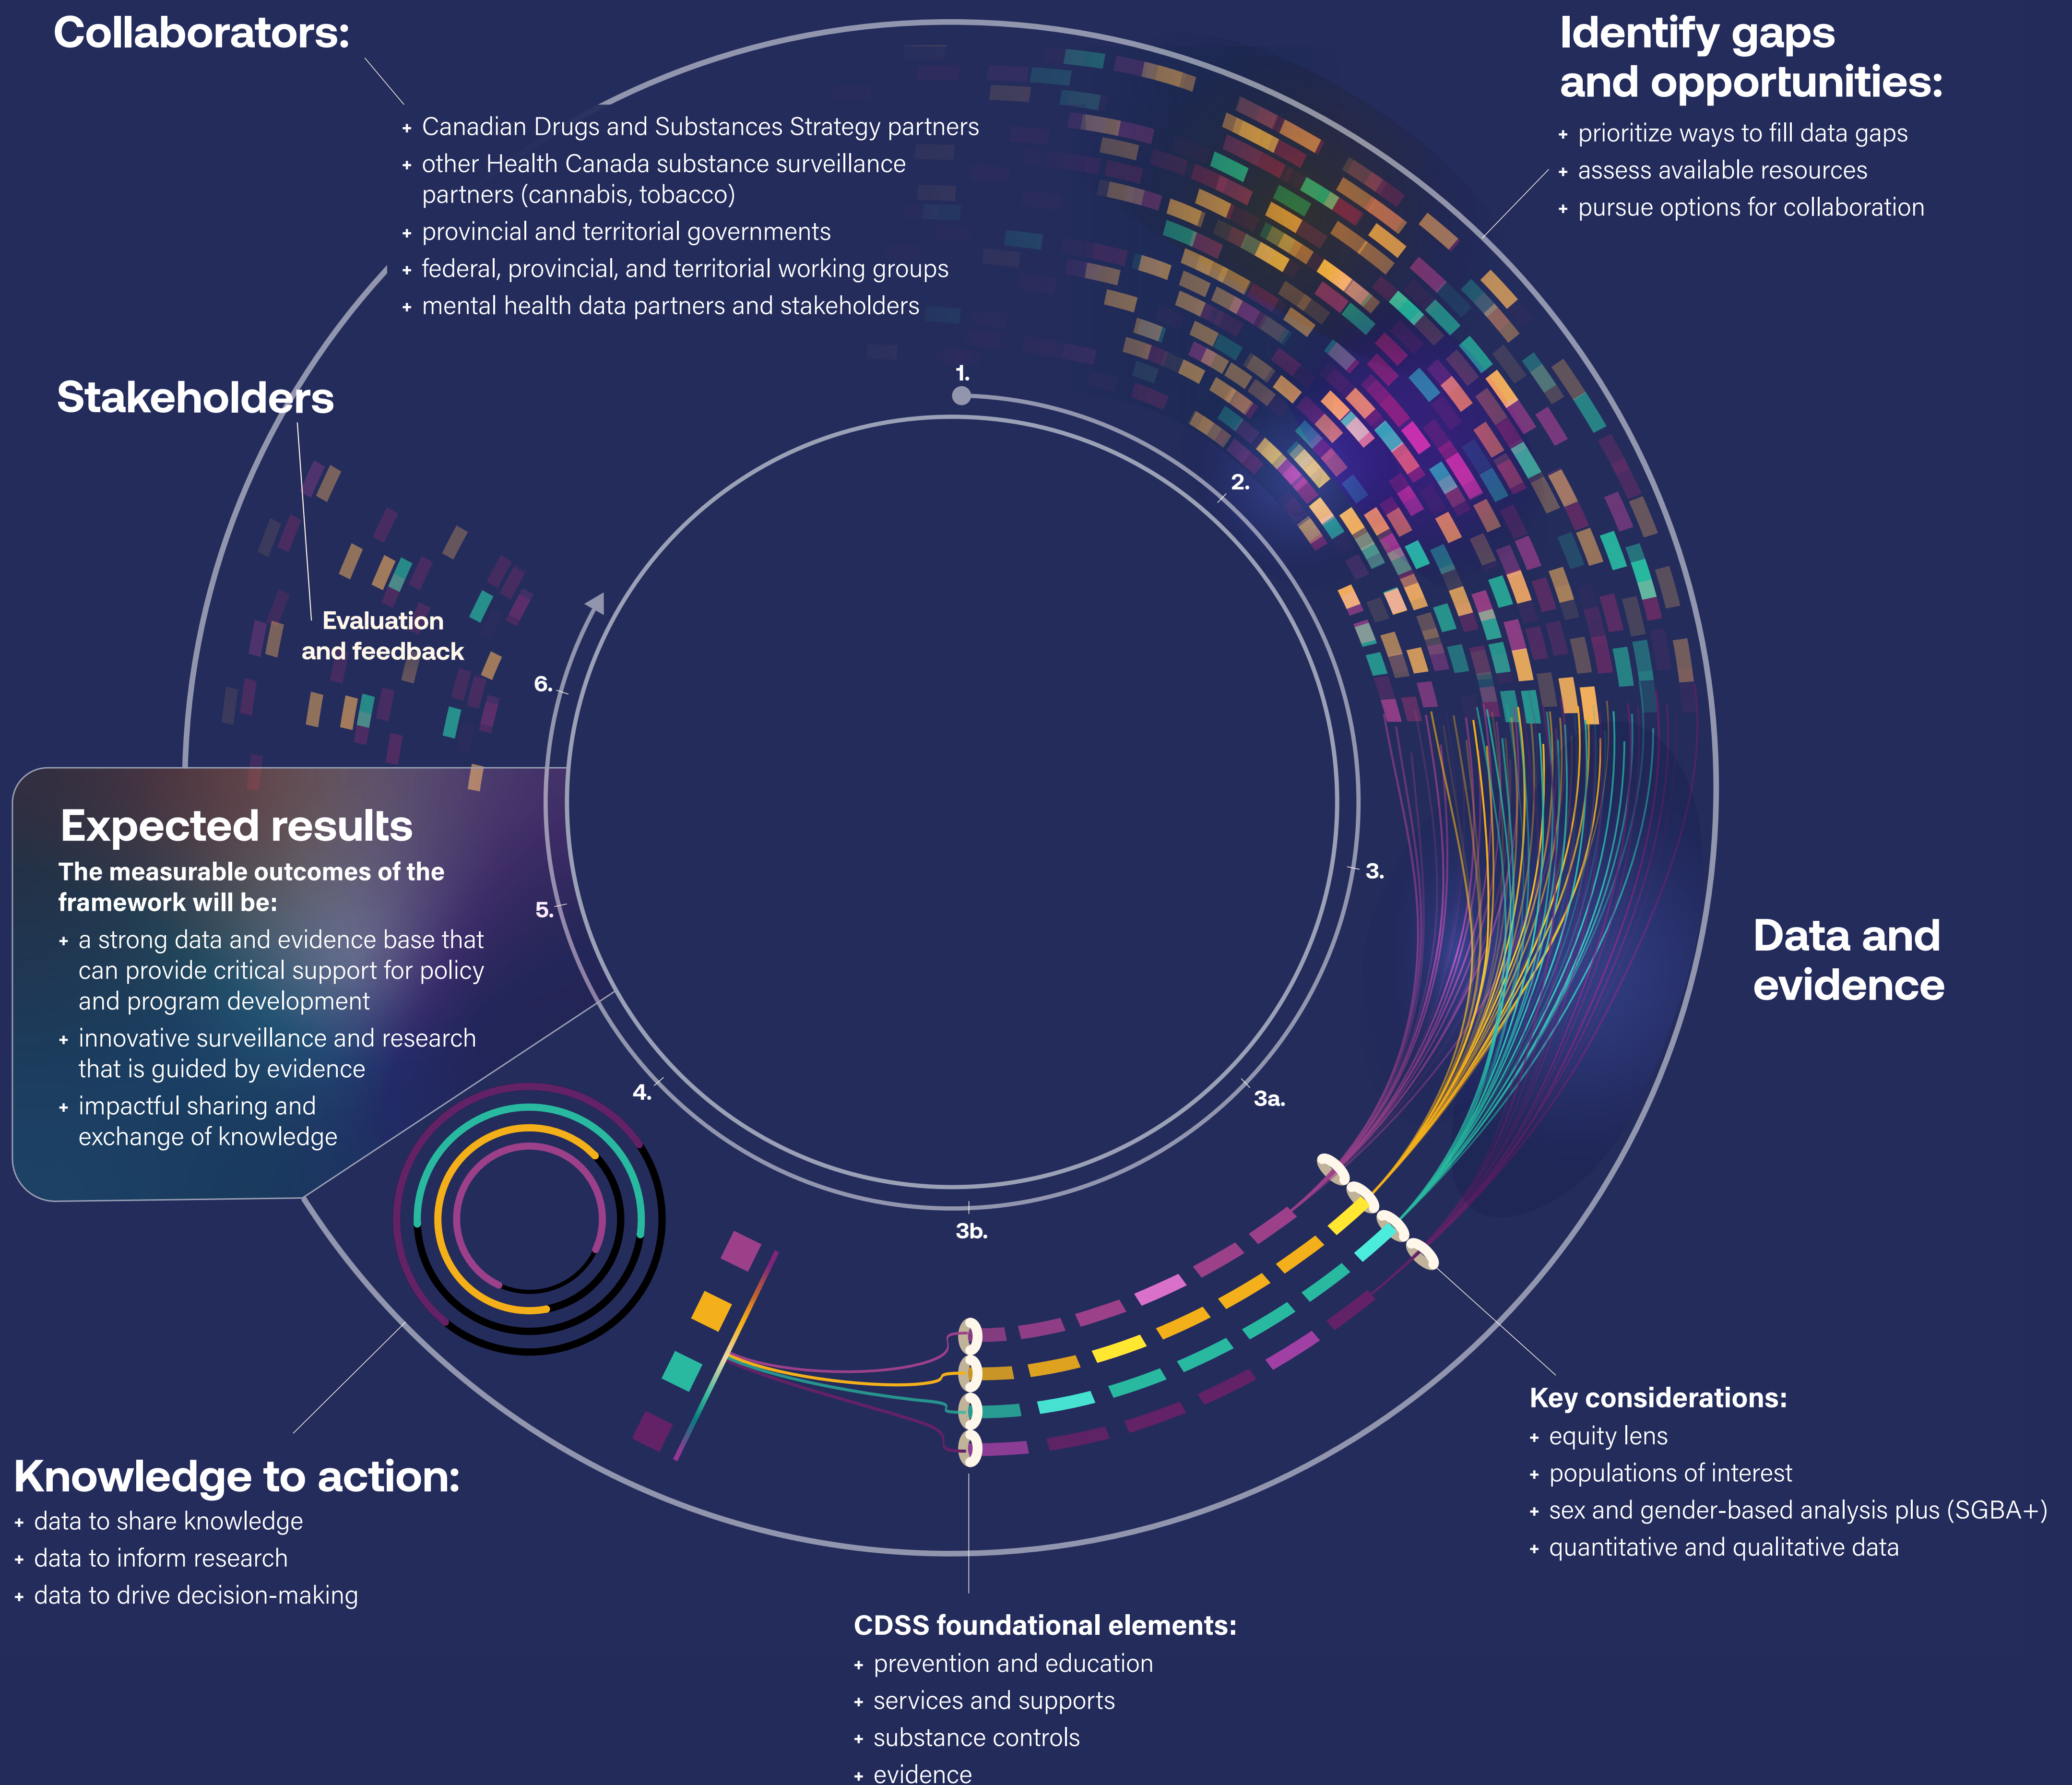 Collaborators:
+ Canadian Drugs and Substances Strategy partners
+ other Health Canada substance surveillance
partners (cannabis, tobacco)
+ provincial and territorial governments
+ federal, provincial, and territorial working groups
+ mental health data partners and stakeholders
Identify gaps
and opportunities:
+ prioritize ways to fill data gaps
+ assess available resources
+ pursue options for collaboration
Stakeholders
Evaluation
and feedback
1.
2.
3.
3a.
3b.
4.
5.
6.
Data and
evidence
Expected results
The measurable outcomes of the
framework will be:
+ a strong data and evidence base that
can provide critical support for policy
and program development
+ innovative surveillance and research
that is guided by evidence
+ impactful sharing and
exchange of knowledge
Key considerations:
+ equity lens
+ populations of interest
+ sex and gender-based analysis plus (SGBA+)
+ quantitative and qualitative data
Knowledge to action:
+ data to share knowledge
+ data to inform research
+ data to drive decision-making
CDSS foundational elements:
+ prevention and education
+ services and supports
+ substance controls
+ evidence